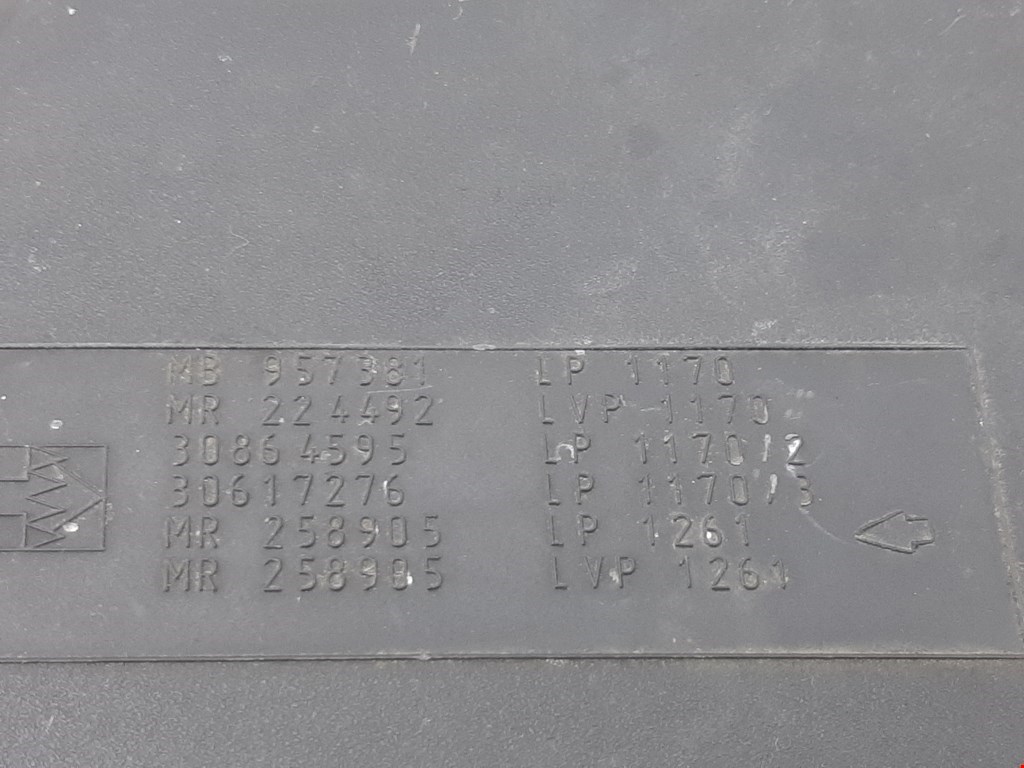 MB 957381 LP 1170
MR 224492 LVP 1170
30864595 LP 1170/2
30617276 LP 1170/3
MR 258905 LP 1261
MR 258905 LVP 1261